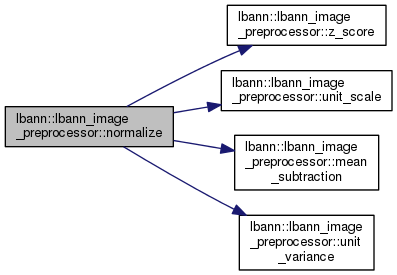 lbann::lbann_image
_preprocessor::normalize
lbann::lbann_image
_preprocessor::z_score
lbann::lbann_image
_preprocessor::unit_scale
lbann::lbann_image
_preprocessor::mean
_subtraction
lbann::lbann_image
_preprocessor::unit
_variance